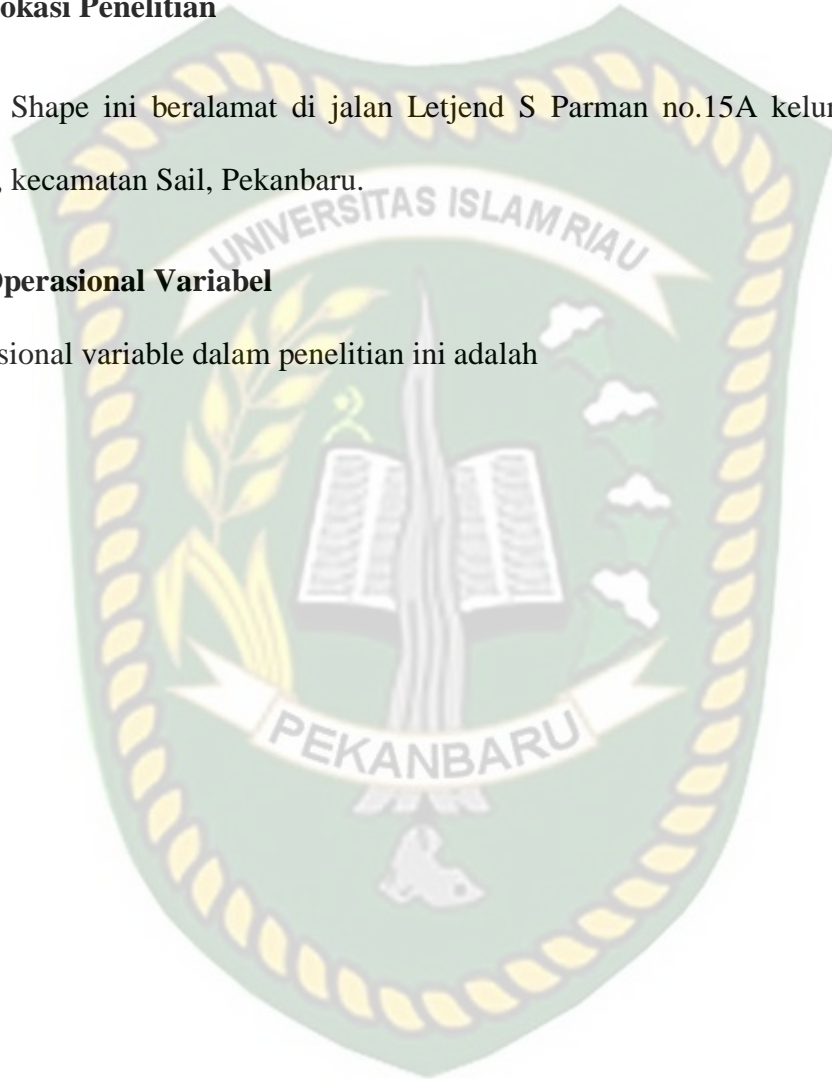 okasi Penelitian
Shape ini beralamat di jalan Letjend S Parman no.15A kelur
, kecamatan Sail, Pekanbaru.
UNIVERSITAS ISLAM RIAU
Operasional Variabel
sional variable dalam penelitian ini adalah
PEKANBARU